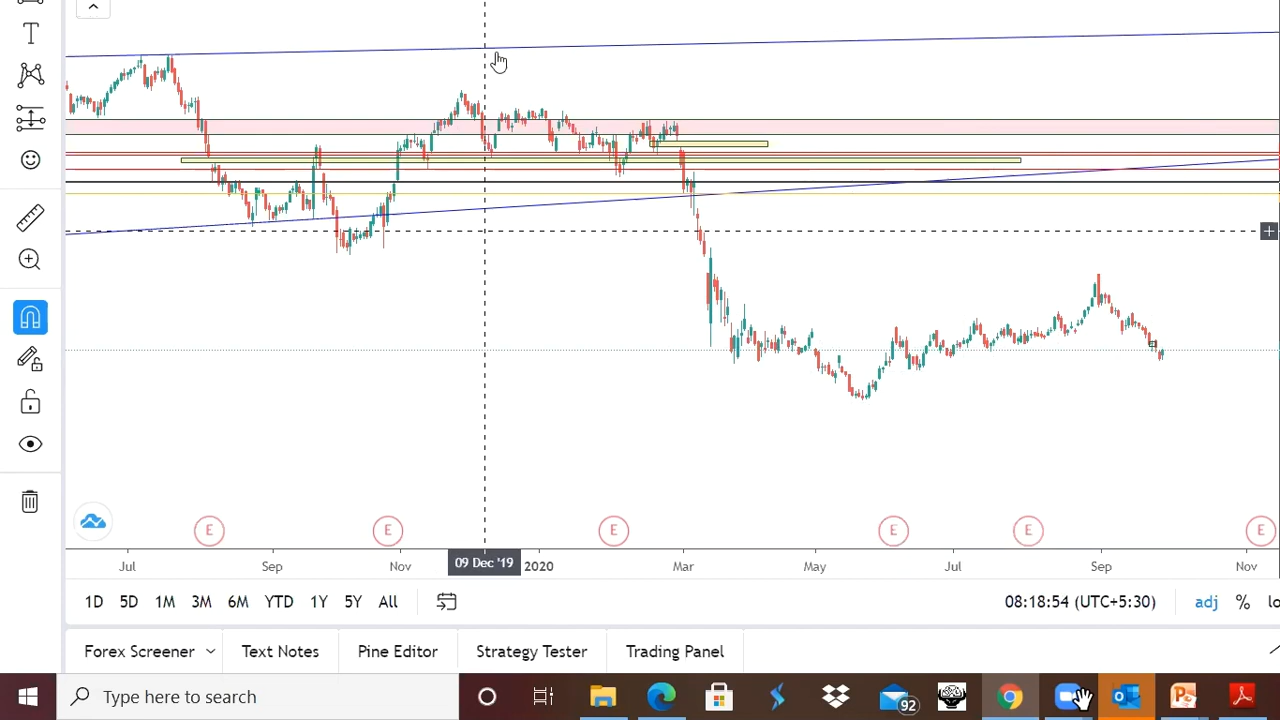 T
E E E E E E
Jul Sep Nov 09 Dec '19 2020 Mar May Jul Sep Nov
1D 5D 1M 3M 6M YTD 1Y 5Y All 08:18:54 (UTC+5:30) adj %
Forex Screener Text Notes Pine Editor Strategy Tester Trading Panel
Type here to search 92